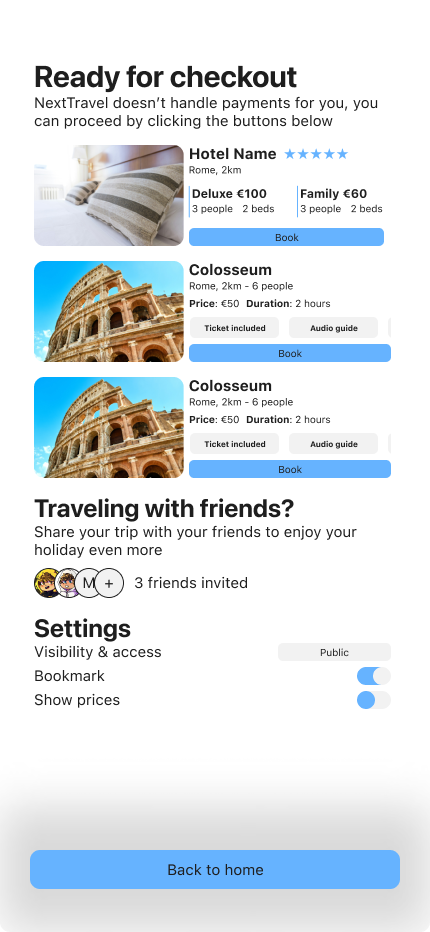 Ready for checkout
NextTravel doesn’t handle payments for you, you
can proceed by clicking the buttons below
Hotel Name ★★★★★
Rome, 2km
Deluxe €100 Family €60
3 people 2 beds 3 people 2 beds
Book
Colosseum
Rome, 2km - 6 people
Price: €50 Duration: 2 hours
Ticket included Audio guide
Book
Colosseum
Rome, 2km - 6 people
Price: €50 Duration: 2 hours
Ticket included Audio guide
Book
Traveling with friends?
Share your trip with your friends to enjoy your
holiday even more
M + 3 friends invited
Settings
Visibility & access Public
Bookmark
Show prices
Back to home